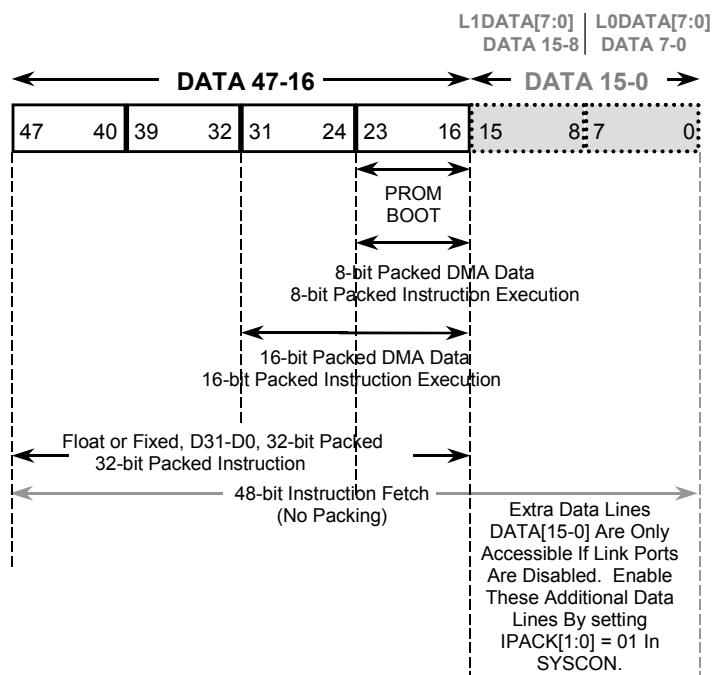 L1DATA[7:0] L0DATA[7:0]
DATA 15-8 DATA 7-0
DATA 47-16 DATA 15-0
47 40 39 32 31 24 23 16 15 8 7 0
PROM
BOOT
8-bit Packed DMA Data
8-bit Packed Instruction Execution
16-bit Packed DMA Data
16-bit Packed Instruction Execution
Float or Fixed, D31-D0, 32-bit Packed
32-bit Packed Instruction
48-bit Instruction Fetch
(No Packing)
Extra Data Lines
DATA[15-0] Are Only
Accessible If Link Ports
Are Disabled. Enable
These Additional Data
Lines By setting
IPACK[1:0] = 01 In
SYSCON.